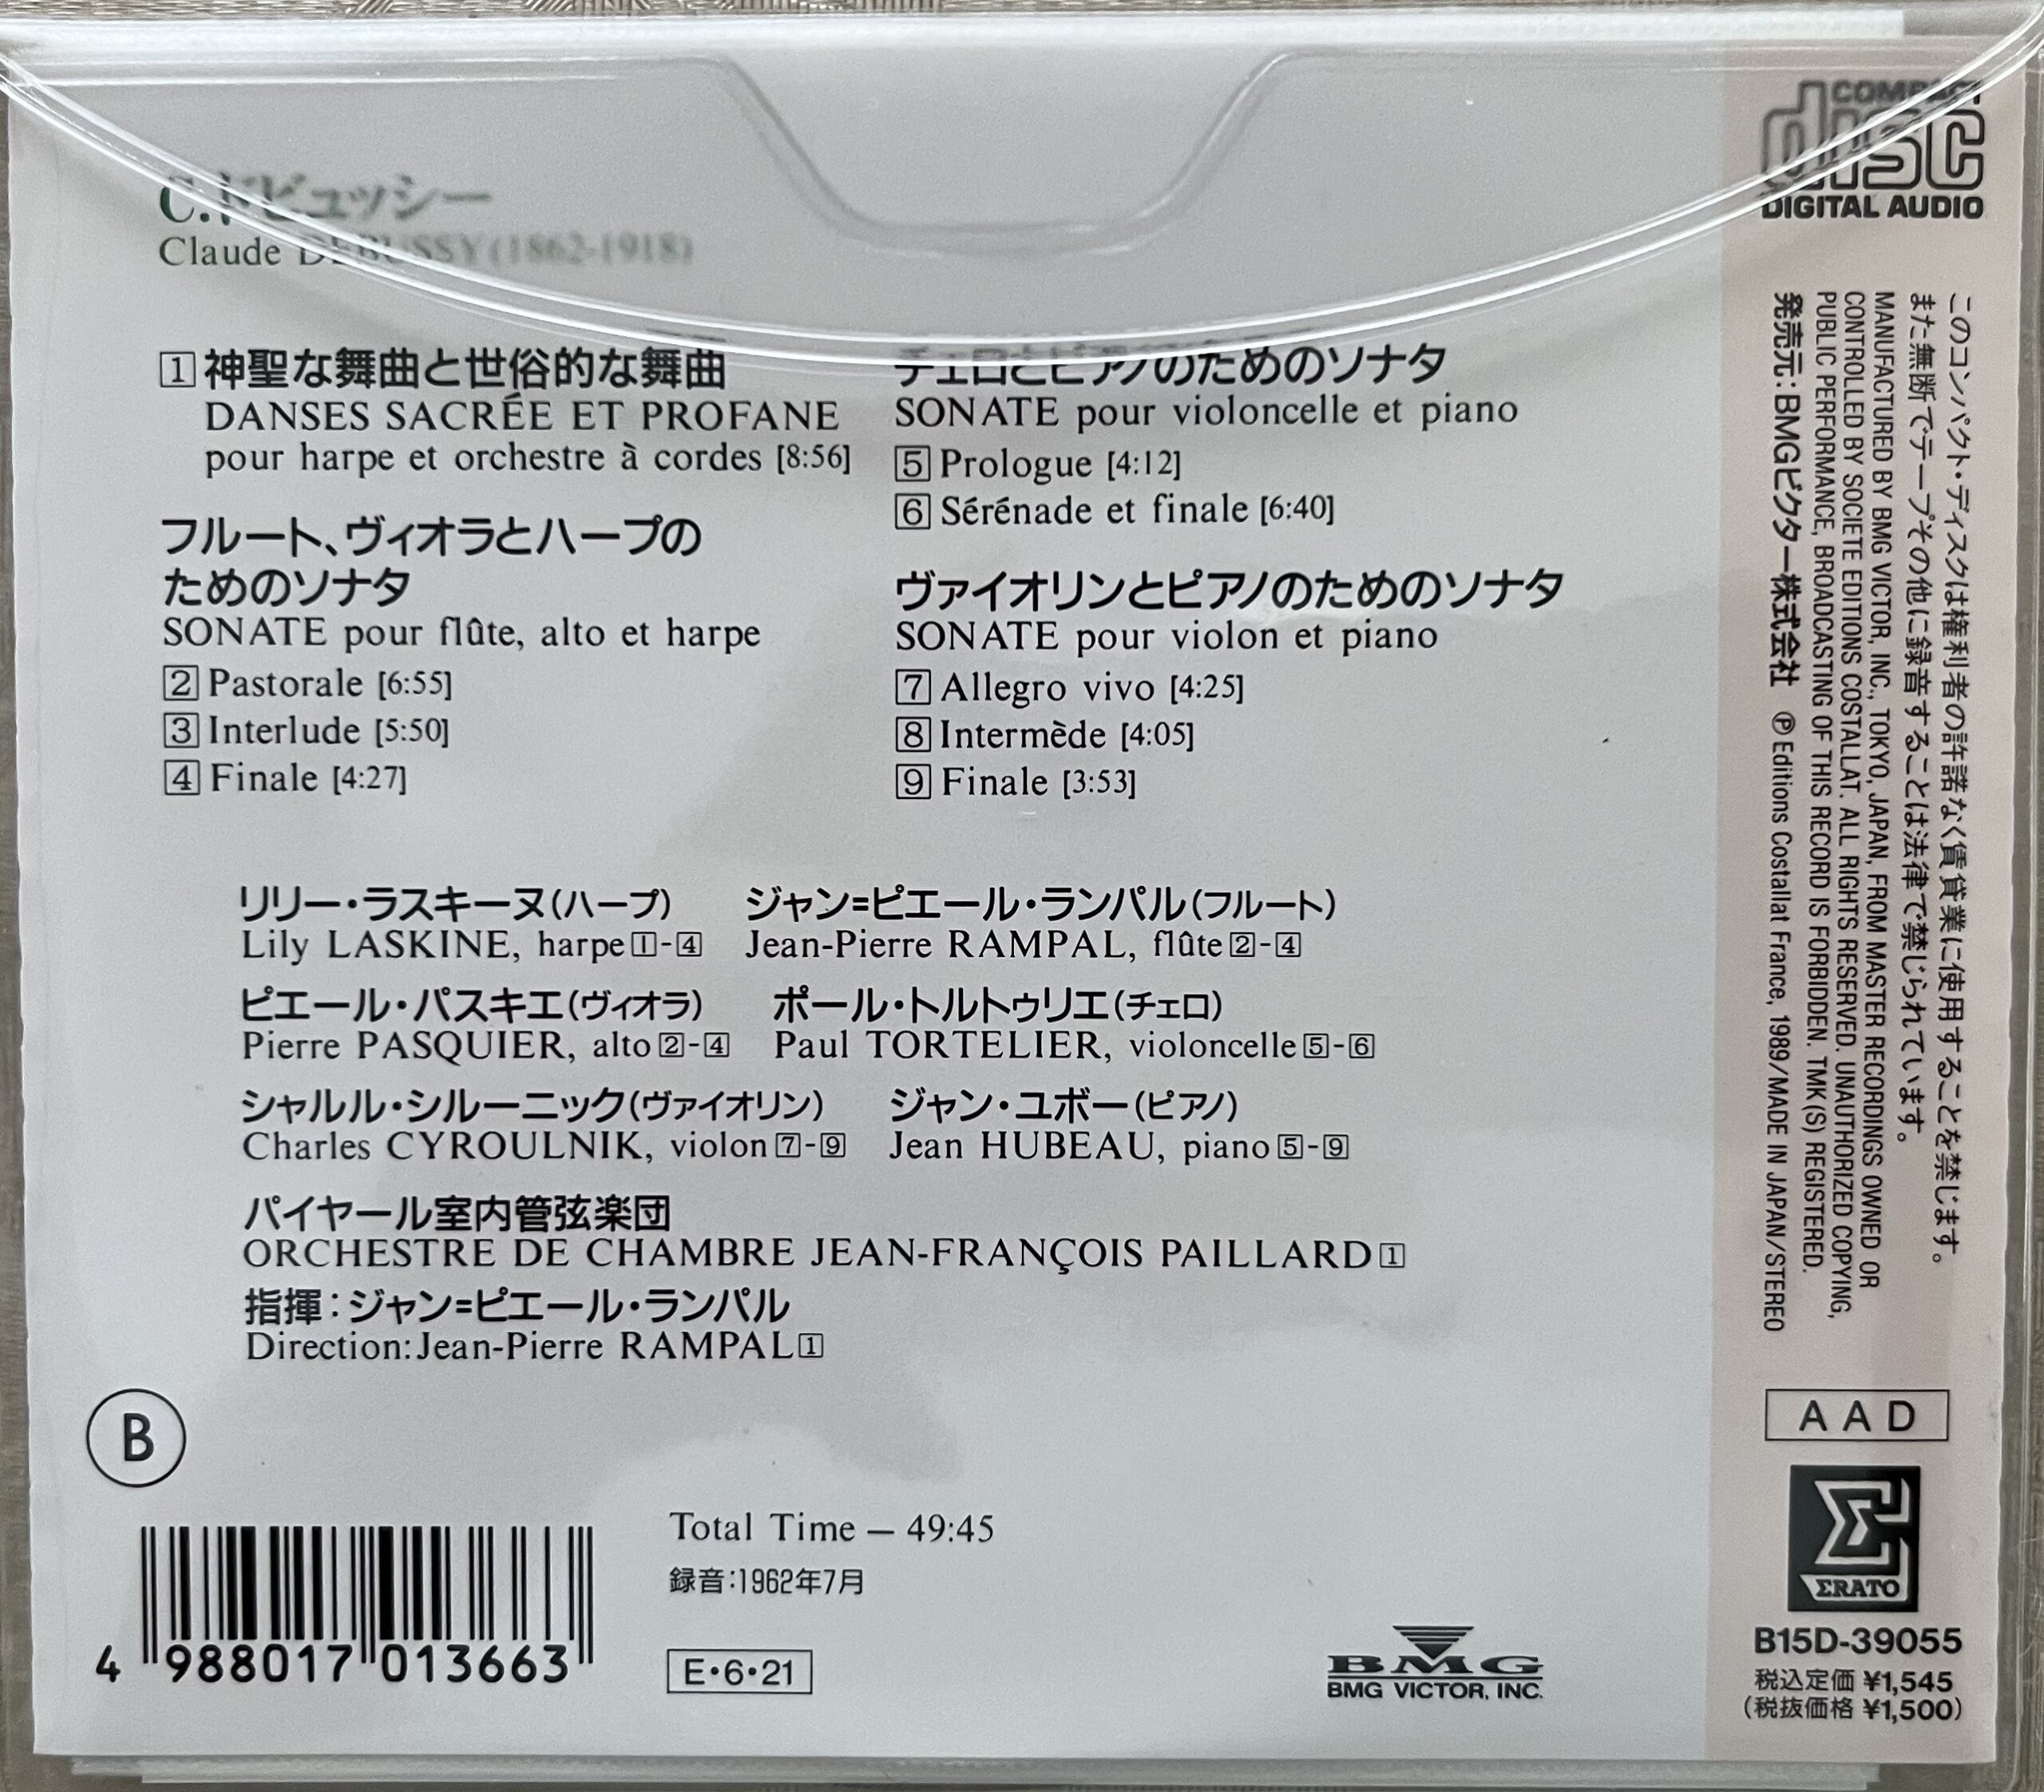 C.ドビュッシー
Claude DEBUSSY (1862-1918)
1 神聖な舞曲と世俗的な舞曲
DANSES SACRÉE ET PROFANE
pour harpe et orchestre à cordes [8:56]
フルート、ヴィオラとハープの
ためのソナタ
SONATE pour flûte, alto et harpe
2 Pastorale [6:55]
3 Interlude [5:50]
4 Finale [4:27]
チェロとピアノのためのソナタ
SONATE pour violoncelle et piano
5 Prologue [4:12]
6 Sérénade et finale [6:40]
ヴァイオリンとピアノのためのソナタ
SONATE pour violon et piano
7 Allegro vivo [4:25]
8 Intermède [4:05]
9 Finale [3:53]
リリー・ラスキーヌ(ハープ) ジャン=ピエール・ランパル(フルート)
Lily LASKINE, harpe 1-4 Jean-Pierre RAMPAL, flûte 2-4
ピエール・パスキエ(ヴィオラ) ポール・トルトゥリエ(チェロ)
Pierre PASQUIER, alto 2-4 Paul TORTELIER, violoncelle 5-6
シャルル・シルーニック(ヴァイオリン) ジャン・ユボー(ピアノ)
Charles CYROULNIK, violon 7-9 Jean HUBEAU, piano 5-9
パイヤール室内管弦楽団
ORCHESTRE DE CHAMBRE JEAN-FRANÇOIS PAILLARD 1
指揮:ジャン=ピエール・ランパル
Direction: Jean-Pierre RAMPAL 1
B
4 988017 013663
Total Time — 49:45
録音:1962年7月
E・6・21
BMG
BMG VICTOR, INC.
COMPACT
disc
DIGITAL AUDIO
このコンパクト・ディスクは権利者の許諾なく賃貸業に使用することを禁じます。
また無断でテープその他に録音することは法律で禁じられています。
MANUFACTURED BY BMG VICTOR, INC., TOKYO, JAPAN, FROM MASTER RECORDINGS OWNED OR
CONTROLLED BY SOCIETE EDITIONS COSTALLAT. ALL RIGHTS RESERVED. UNAUTHORIZED COPYING,
PUBLIC PERFORMANCE, BROADCASTING OF THIS RECORD IS FORBIDDEN. TMK(S) REGISTERED.
発売元:BMGビクター株式会社 ℗ Editions Costallat France, 1989/MADE IN JAPAN/STEREO
A A D
ΣRATO
B15D-39055
税込定価 ¥1,545
(税抜価格 ¥1,500)